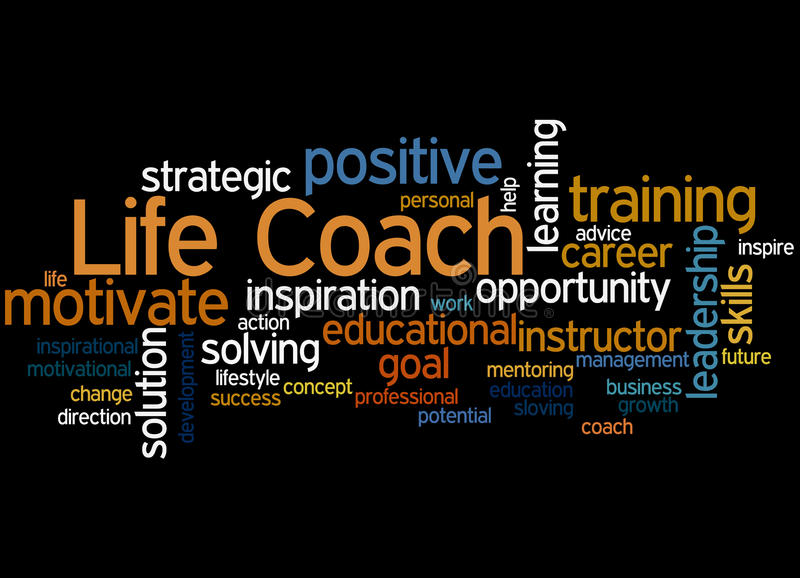 learning
positive
strategic
help
personal
training
Life Coach
advice
career
inspire
leadership
life
motivate
inspiration
work
opportunity
skills
action
educational
instructor
inspirational
solution
development
solving
goal
management
future
motivational
lifestyle
concept
mentoring
change
success
professional
education
business
direction
potential
sloving
growth
coach
dreamstime